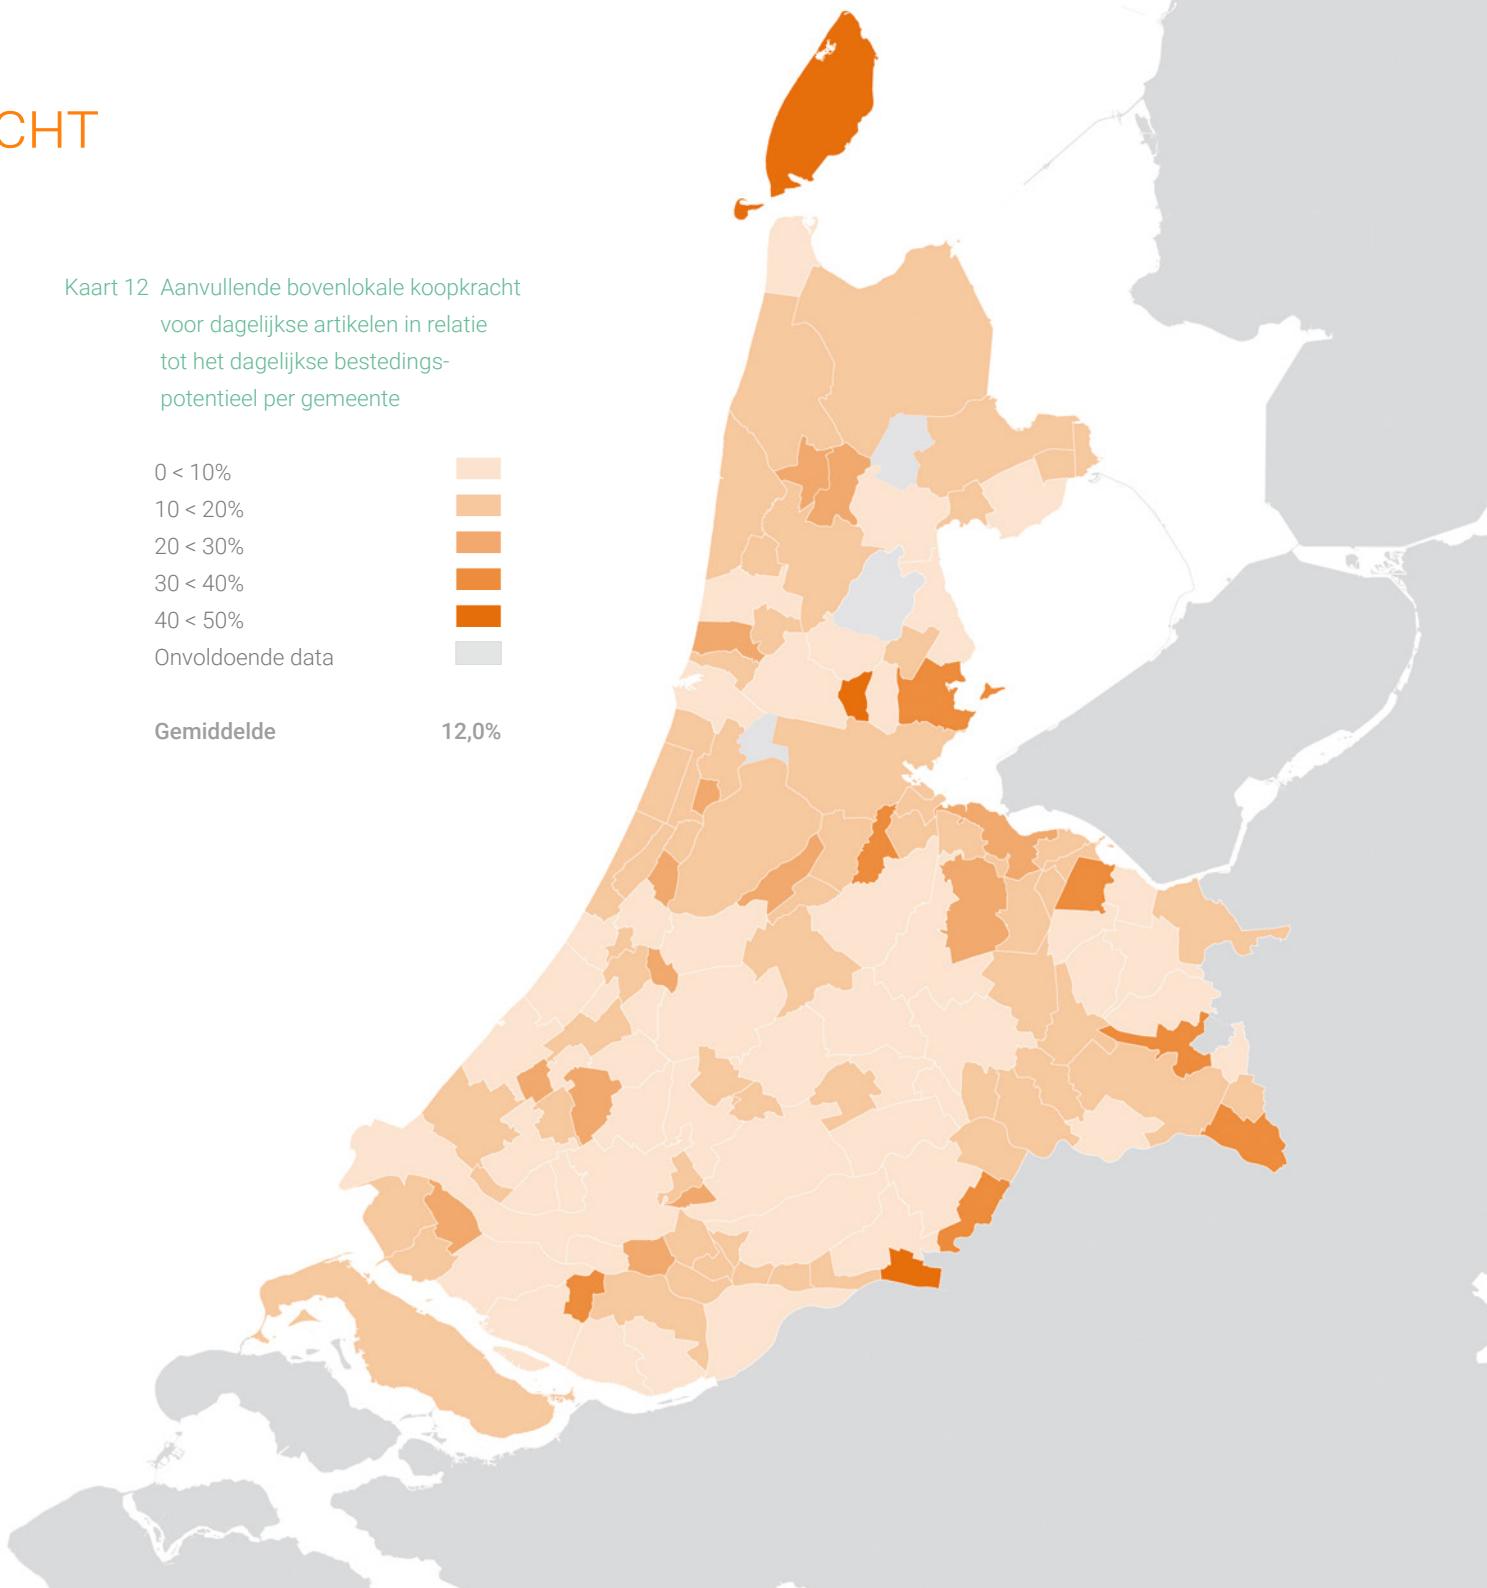 CHT
Kaart 12 Aanvullende bovenlokale koopkracht
voor dagelijkse artikelen in relatie
tot het dagelijkse bestedings-
potentieel per gemeente
0 < 10%
10 < 20%
20 < 30%
30 < 40%
40 < 50%
Onvoldoende data
Gemiddelde 12,0%